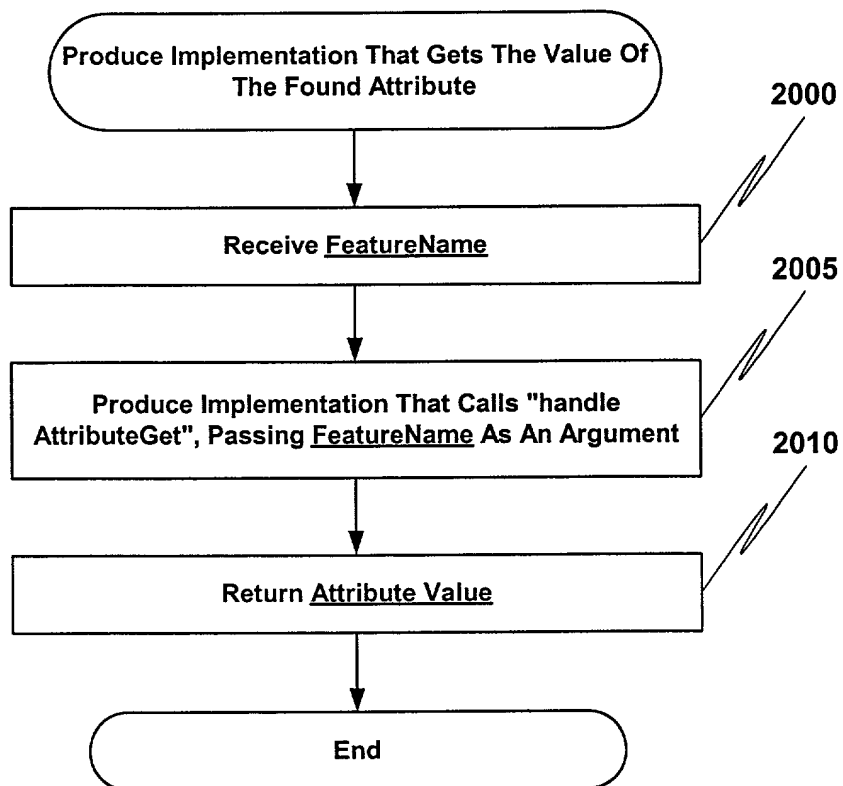 Produce Implementation That Gets The Value Of
The Found Attribute
2000
Receive FeatureName
2005
Produce Implementation That Calls "handle
AttributeGet", Passing FeatureName As An Argument
2010
Return Attribute Value
End